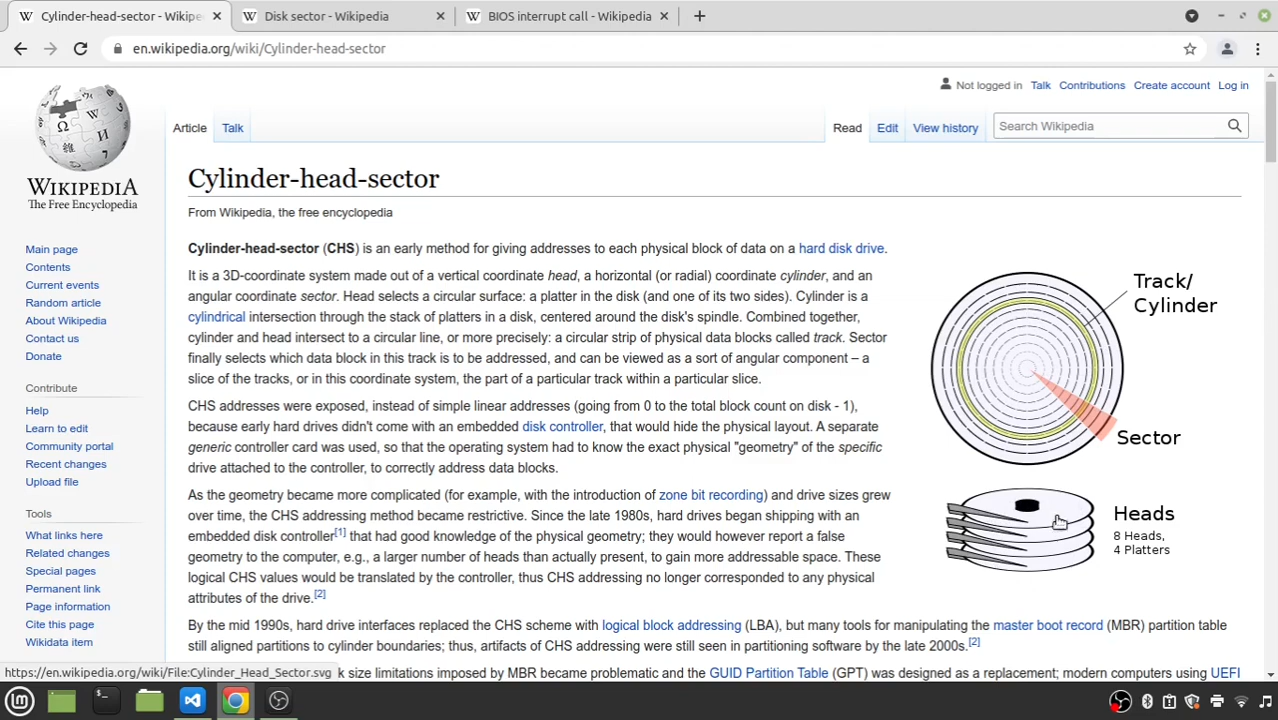 Cylinder-head-sector - Wikipe
Disk sector - Wikipedia
BIOS interrupt call - Wikipedia
en.wikipedia.org/wiki/Cylinder-head-sector
Not logged in Talk Contributions Create account Log in
Article Talk Read Edit View history Search Wikipedia
WIKIPEDIA
The Free Encyclopedia
Main page
Contents
Current events
Random article
About Wikipedia
Contact us
Donate
Contribute
Help
Learn to edit
Community portal
Recent changes
Upload file
Tools
What links here
Related changes
Special pages
Permanent link
Page information
Cite this page
Wikidata item
Cylinder-head-sector
From Wikipedia, the free encyclopedia
Cylinder-head-sector (CHS) is an early method for giving addresses to each physical block of data on a hard disk drive.
It is a 3D-coordinate system made out of a vertical coordinate head, a horizontal (or radial) coordinate cylinder, and an
angular coordinate sector. Head selects a circular surface: a platter in the disk (and one of its two sides). Cylinder is a
cylindrical intersection through the stack of platters in a disk, centered around the disk's spindle. Combined together,
cylinder and head intersect to a circular line, or more precisely: a circular strip of physical data blocks called track. Sector
finally selects which data block in this track is to be addressed, and can be viewed as a sort of angular component – a
slice of the tracks, or in this coordinate system, the part of a particular track within a particular slice.
CHS addresses were exposed, instead of simple linear addresses (going from 0 to the total block count on disk - 1),
because early hard drives didn't come with an embedded disk controller, that would hide the physical layout. A separate
generic controller card was used, so that the operating system had to know the exact physical "geometry" of the specific
drive attached to the controller, to correctly address data blocks.
As the geometry became more complicated (for example, with the introduction of zone bit recording) and drive sizes grew
over time, the CHS addressing method became restrictive. Since the late 1980s, hard drives began shipping with an
embedded disk controller[1] that had good knowledge of the physical geometry; they would however report a false
geometry to the computer, e.g., a larger number of heads than actually present, to gain more addressable space. These
logical CHS values would be translated by the controller, thus CHS addressing no longer corresponded to any physical
attributes of the drive.[2]
By the mid 1990s, hard drive interfaces replaced the CHS scheme with logical block addressing (LBA), but many tools for manipulating the master boot record (MBR) partition table
still aligned partitions to cylinder boundaries; thus, artifacts of CHS addressing were still seen in partitioning software by the late 2000s.[2]
k size limitations imposed by MBR became problematic and the GUID Partition Table (GPT) was designed as a replacement; modern computers using UEFI
Track/
Cylinder
Sector
Heads
8 Heads,
4 Platters
https://en.wikipedia.org/wiki/File:Cylinder_Head_Sector.svg